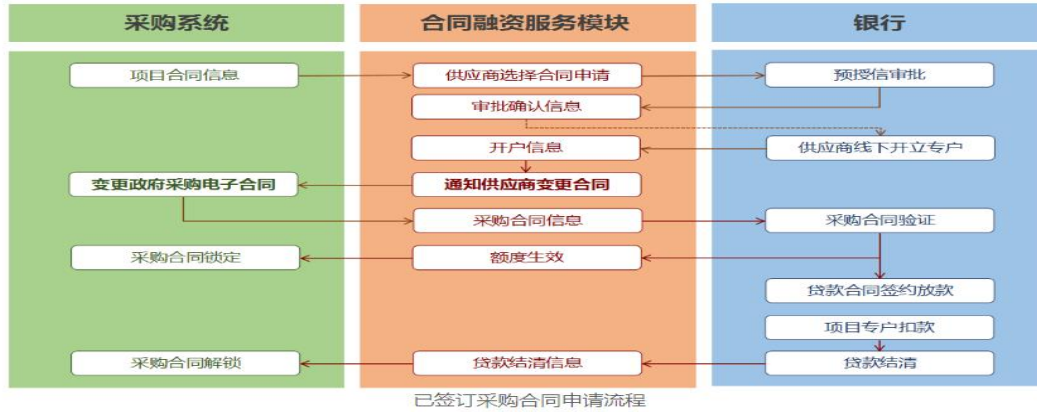 采购系统 合同融资服务模块 银行
项目合同信息 供应商选择合同申请 预授信审批
审批确认信息
开户信息 供应商线下开立专户
变更政府采购电子合同 通知供应商变更合同
采购合同信息 采购合同验证
采购合同锁定 额度生效
贷款合同签约放款
项目专户扣款
采购合同解锁 贷款结清信息 贷款结清
已签订采购合同申请流程